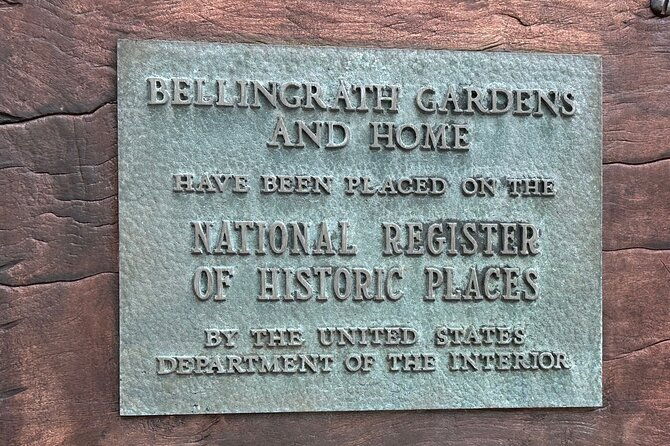 BELLINGRATH GARDENS
AND HOME
HAVE BEEN PLACED ON THE
NATIONAL REGISTER
OF HISTORIC PLACES
BY THE UNITED STATES
DEPARTMENT OF THE INTERIOR